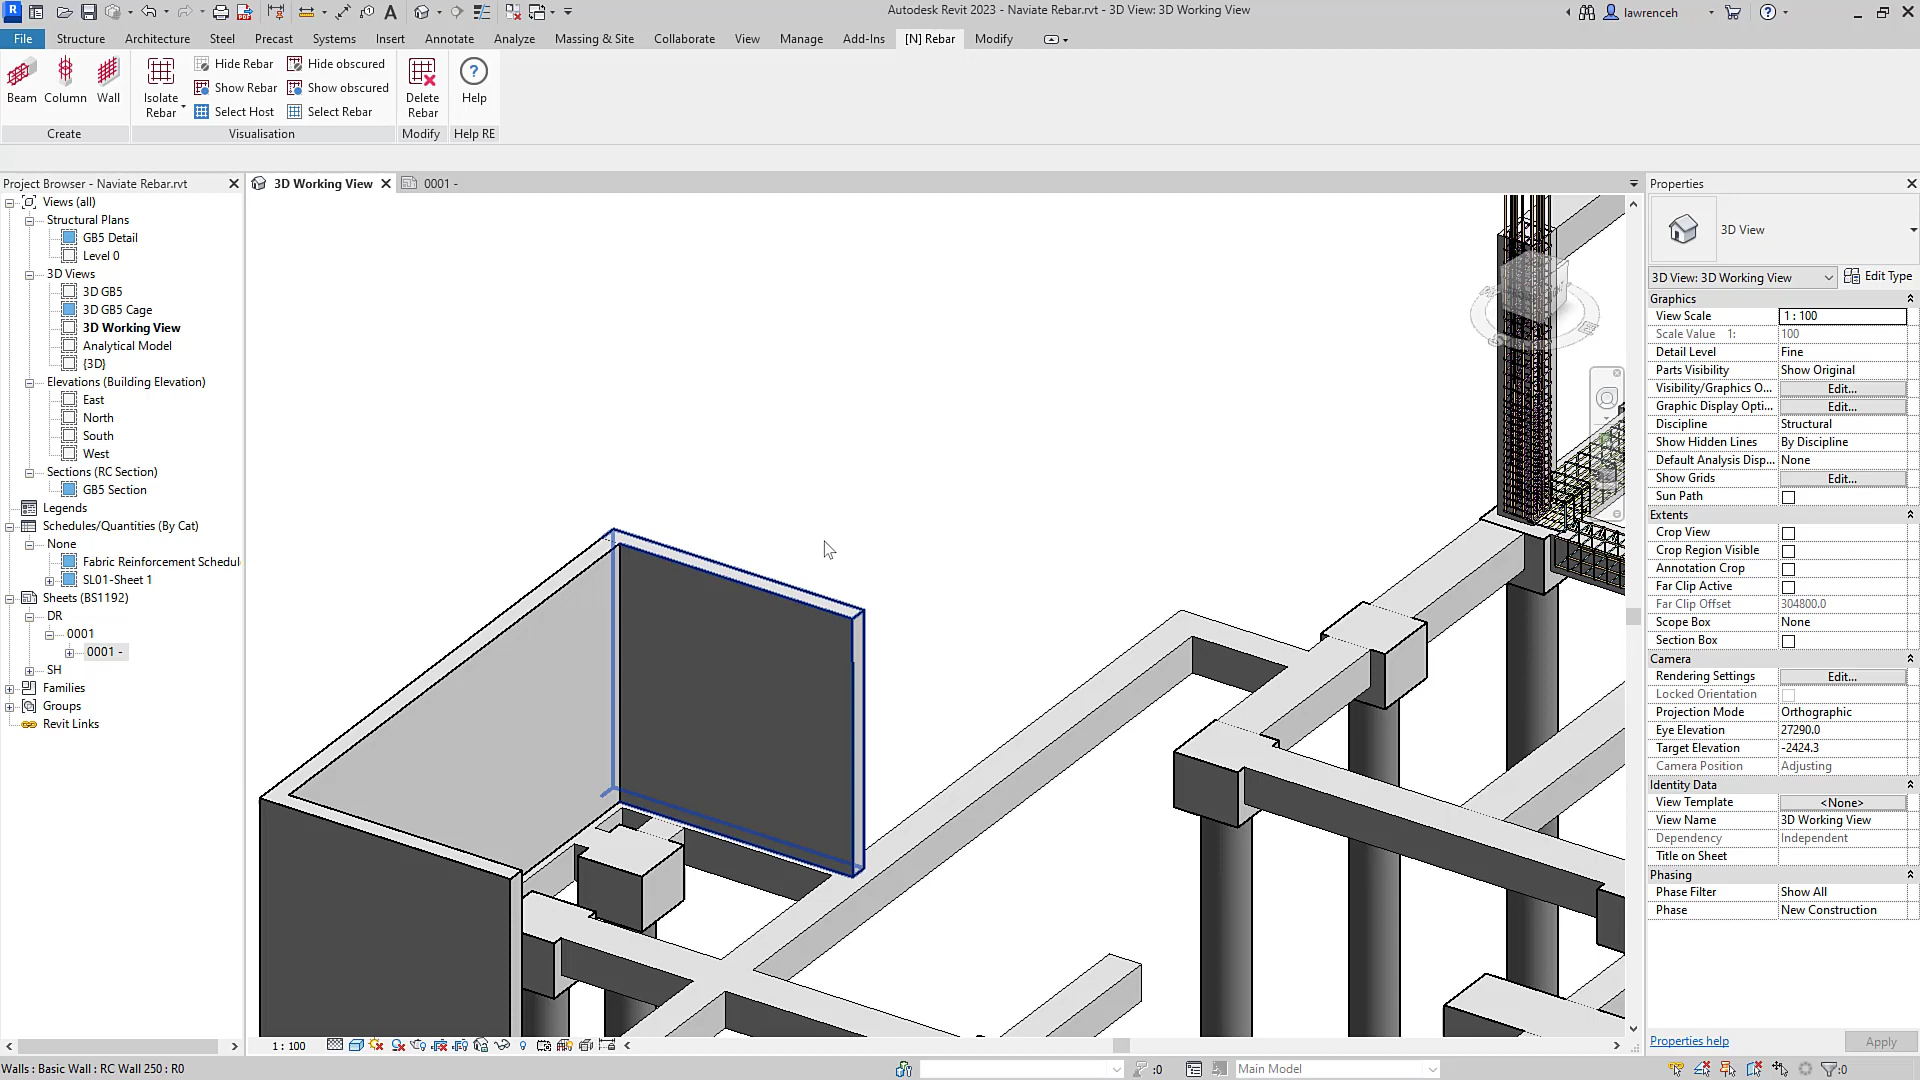 Autodesk Revit 2023 - Naviate Rebar.rvt - 3D View: 3D Working View
lawrenceh
File
Structure
Architecture
Steel
Precast
Systems
Insert
Annotate
Analyze
Massing & Site
Collaborate
View
Manage
Add-Ins
[N] Rebar
Modify
Beam
Column
Wall
Isolate
Rebar
Hide Rebar
Show Rebar
Select Host
Hide obscured
Show obscured
Select Rebar
Delete
Rebar
Help
Create
Visualisation
Modify
Help RE
Project Browser - Naviate Rebar.rvt
3D Working View
0001 -
Properties
Views (all)
Structural Plans
GB5 Detail
Level 0
3D Views
3D GB5
3D GB5 Cage
3D Working View
Analytical Model
{3D}
Elevations (Building Elevation)
East
North
South
West
Sections (RC Section)
GB5 Section
Legends
Schedules/Quantities (By Cat)
None
Fabric Reinforcement Schedul
SL01-Sheet 1
Sheets (BS1192)
DR
0001
0001 -
SH
Families
Groups
Revit Links
3D View
3D View: 3D Working View
Edit Type
Graphics
View Scale 1 : 100
Scale Value 1: 100
Detail Level Fine
Parts Visibility Show Original
Visibility/Graphics O... Edit...
Graphic Display Opti... Edit...
Discipline Structural
Show Hidden Lines By Discipline
Default Analysis Disp... None
Show Grids Edit...
Sun Path
Extents
Crop View
Crop Region Visible
Annotation Crop
Far Clip Active
Far Clip Offset 304800.0
Scope Box None
Section Box
Camera
Rendering Settings Edit...
Locked Orientation
Projection Mode Orthographic
Eye Elevation 27290.0
Target Elevation -2424.3
Camera Position Adjusting
Identity Data
View Template <None>
View Name 3D Working View
Dependency Independent
Title on Sheet
Phasing
Phase Filter Show All
Phase New Construction
Properties help
Apply
1 : 100
Walls : Basic Wall : RC Wall 250 : R0
:0
Main Model
:0